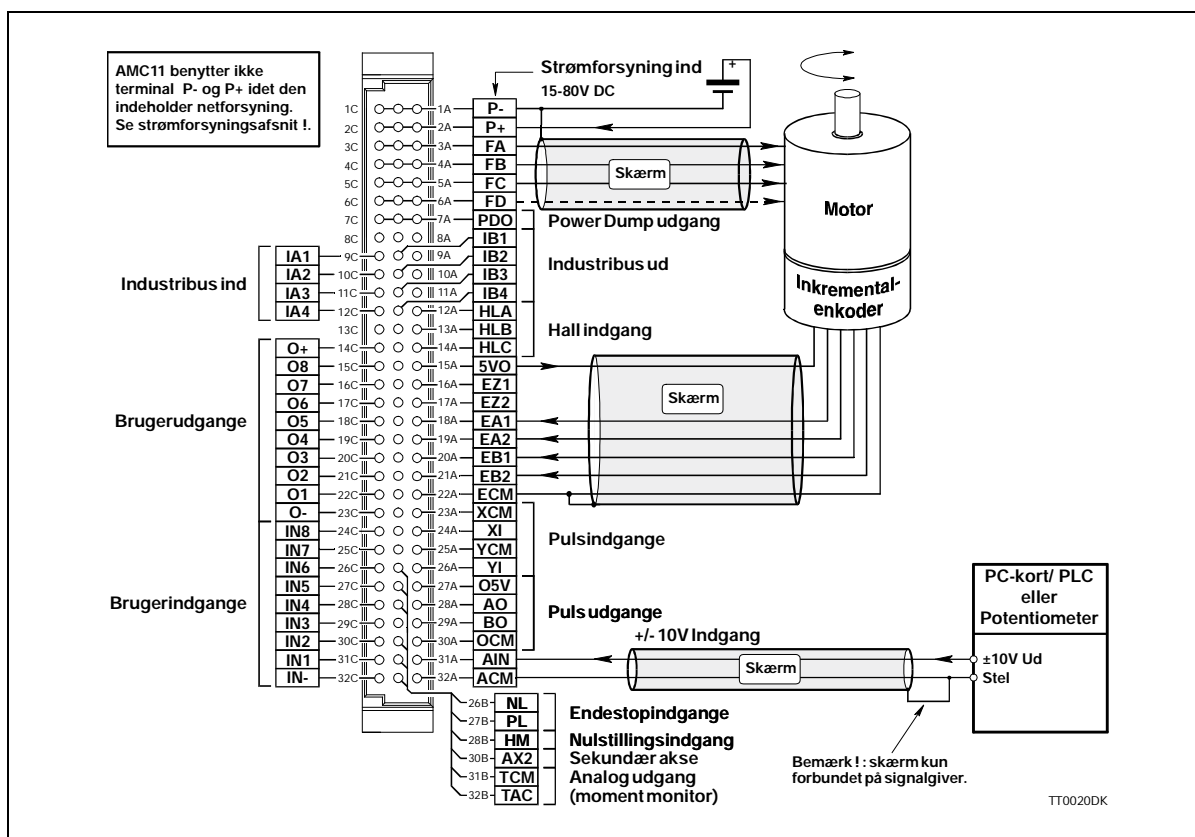 AMC11 benytter ikke
terminal P- og P+ idet den
indeholder netforsyning.
Se strømforsyningsafsnit !.
Strømforsyning ind
15-80V DC
+
1C 1A P-
2C 2A P+
3C 3A FA
4C 4A FB
5C 5A FC
6C 6A FD
7C 7A PDO
8C 8A IB1
IA1 9C 9A IB2
IA2 10C 10A IB3
IA3 11C 11A IB4
IA4 12C 12A HLA
13C 13A HLB
O+ 14C 14A HLC
O8 15C 15A 5VO
O7 16C 16A EZ1
O6 17C 17A EZ2
O5 18C 18A EA1
O4 19C 19A EA2
O3 20C 20A EB1
O2 21C 21A EB2
O1 22C 22A ECM
O- 23C 23A XCM
IN8 24C 24A XI
IN7 25C 25A YCM
IN6 26C 26A YI
IN5 27C 27A O5V
IN4 28C 28A AO
IN3 29C 29A BO
IN2 30C 30A OCM
IN1 31C 31A AIN
IN- 32C 32A ACM
26B NL
27B PL
28B HM
30B AX2
31B TCM
32B TAC
Industribus ind
Brugerudgange
Brugerindgange
Skærm
Power Dump udgang
Industribus ud
Hall indgang
Skærm
Pulsindgange
Puls udgange
+/- 10V Indgang
Skærm
Endestopindgange
Nulstillingsindgang
Sekundær akse
Analog udgang
(moment monitor)
Motor
Inkremental-
enkoder
PC-kort/ PLC
eller
Potentiometer
±10V Ud
Stel
Bemærk ! : skærm kun
forbundet på signalgiver.
TT0020DK